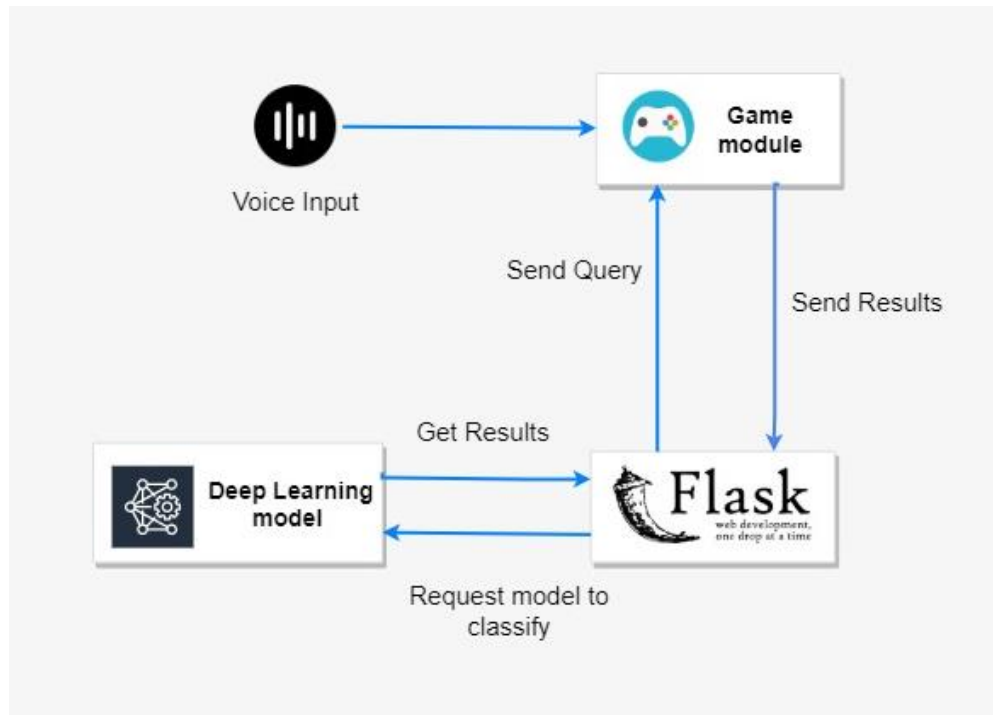 Game
module
Voice Input
Send Query
Send Results
Get Results
Deep Learning
model
Flask
web development,
one drop at a time
Request model to
classify